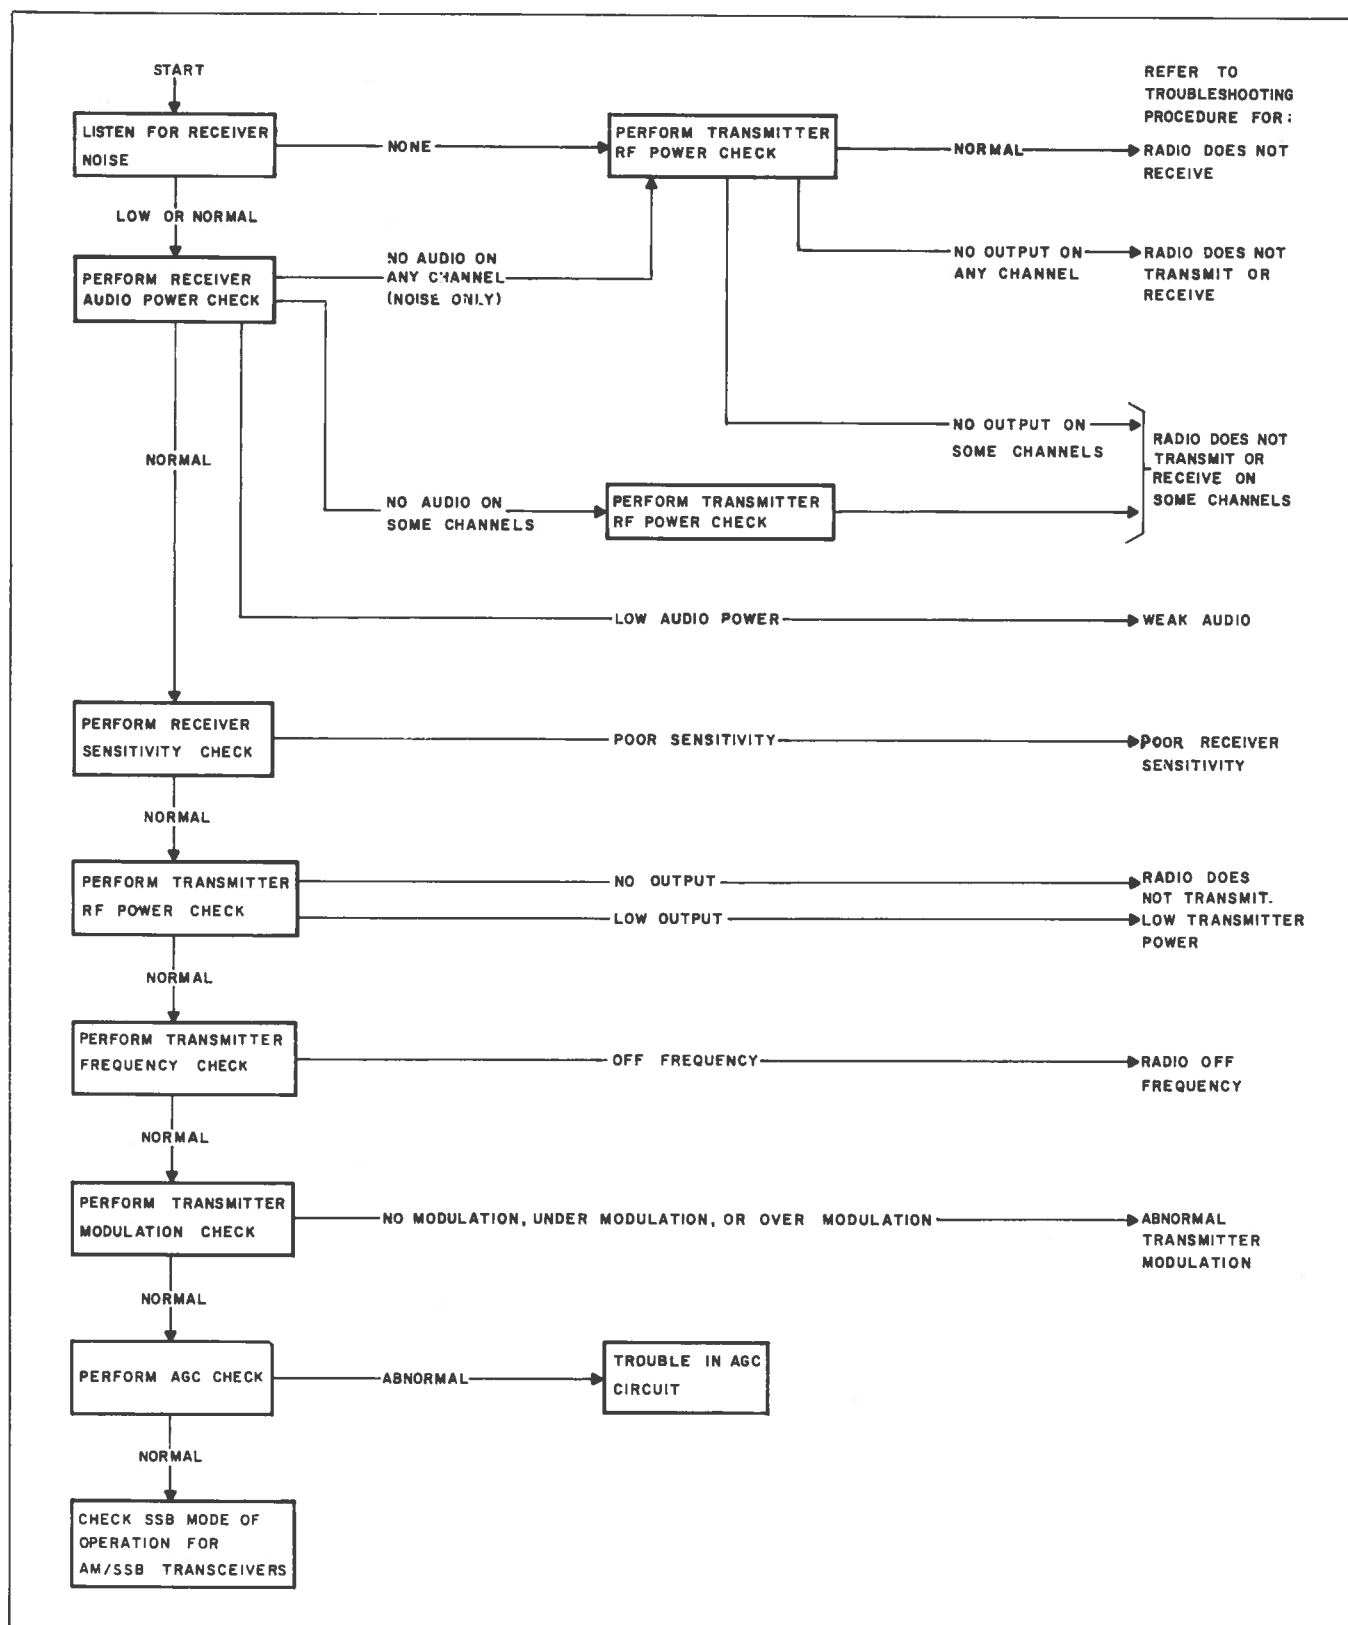 START
REFER TO
TROUBLESHOOTING
PROCEDURE FOR:
LISTEN FOR RECEIVER
NOISE
NONE
PERFORM TRANSMITTER
RF POWER CHECK
NORMAL
RADIO DOES NOT
RECEIVE
LOW OR NORMAL
PERFORM RECEIVER
AUDIO POWER CHECK
NO AUDIO ON
ANY CHANNEL
(NOISE ONLY)
NO OUTPUT ON
ANY CHANNEL
RADIO DOES NOT
TRANSMIT OR
RECEIVE
NO OUTPUT ON
SOME CHANNELS
RADIO DOES NOT
TRANSMIT OR
RECEIVE ON
SOME CHANNELS
NORMAL
NO AUDIO ON
SOME CHANNELS
PERFORM TRANSMITTER
RF POWER CHECK
LOW AUDIO POWER
WEAK AUDIO
PERFORM RECEIVER
SENSITIVITY CHECK
POOR SENSITIVITY
POOR RECEIVER
SENSITIVITY
NORMAL
PERFORM TRANSMITTER
RF POWER CHECK
NO OUTPUT
RADIO DOES
NOT TRANSMIT.
LOW OUTPUT
LOW TRANSMITTER
POWER
NORMAL
PERFORM TRANSMITTER
FREQUENCY CHECK
OFF FREQUENCY
RADIO OFF
FREQUENCY
NORMAL
PERFORM TRANSMITTER
MODULATION CHECK
NO MODULATION, UNDER MODULATION, OR OVER MODULATION
ABNORMAL
TRANSMITTER
MODULATION
NORMAL
PERFORM AGC CHECK
ABNORMAL
TROUBLE IN AGC
CIRCUIT
NORMAL
CHECK SSB MODE OF
OPERATION FOR
AM/SSB TRANSCEIVERS